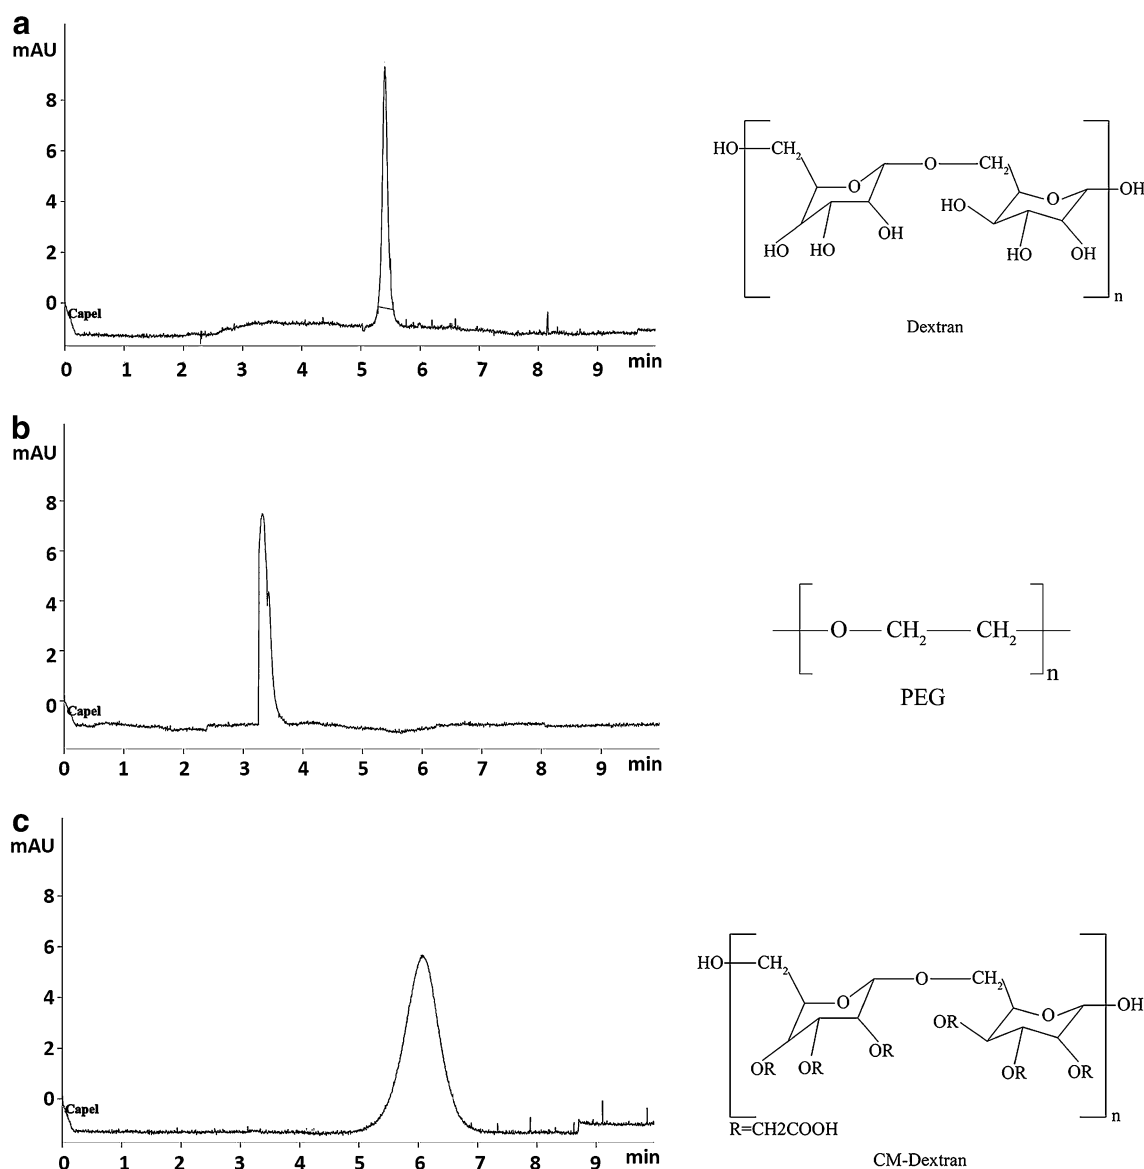 a
mAU
8
6
4
2
0
Capel
0 1 2 3 4 5 6 7 8 9 min
HO CH2 O CH2
O O OH
HO
HO HO OH HO OH
n
Dextran
b
mAU
8
6
4
2
0
Capel
0 1 2 3 4 5 6 7 8 9 min
O CH2 CH2
n
PEG
c
mAU
8
6
4
2
0
Capel
0 1 2 3 4 5 6 7 8 9 min
HO CH2 O CH2
O O OH
OR
OR OR OR OR OR
n
R=CH2COOH
CM-Dextran